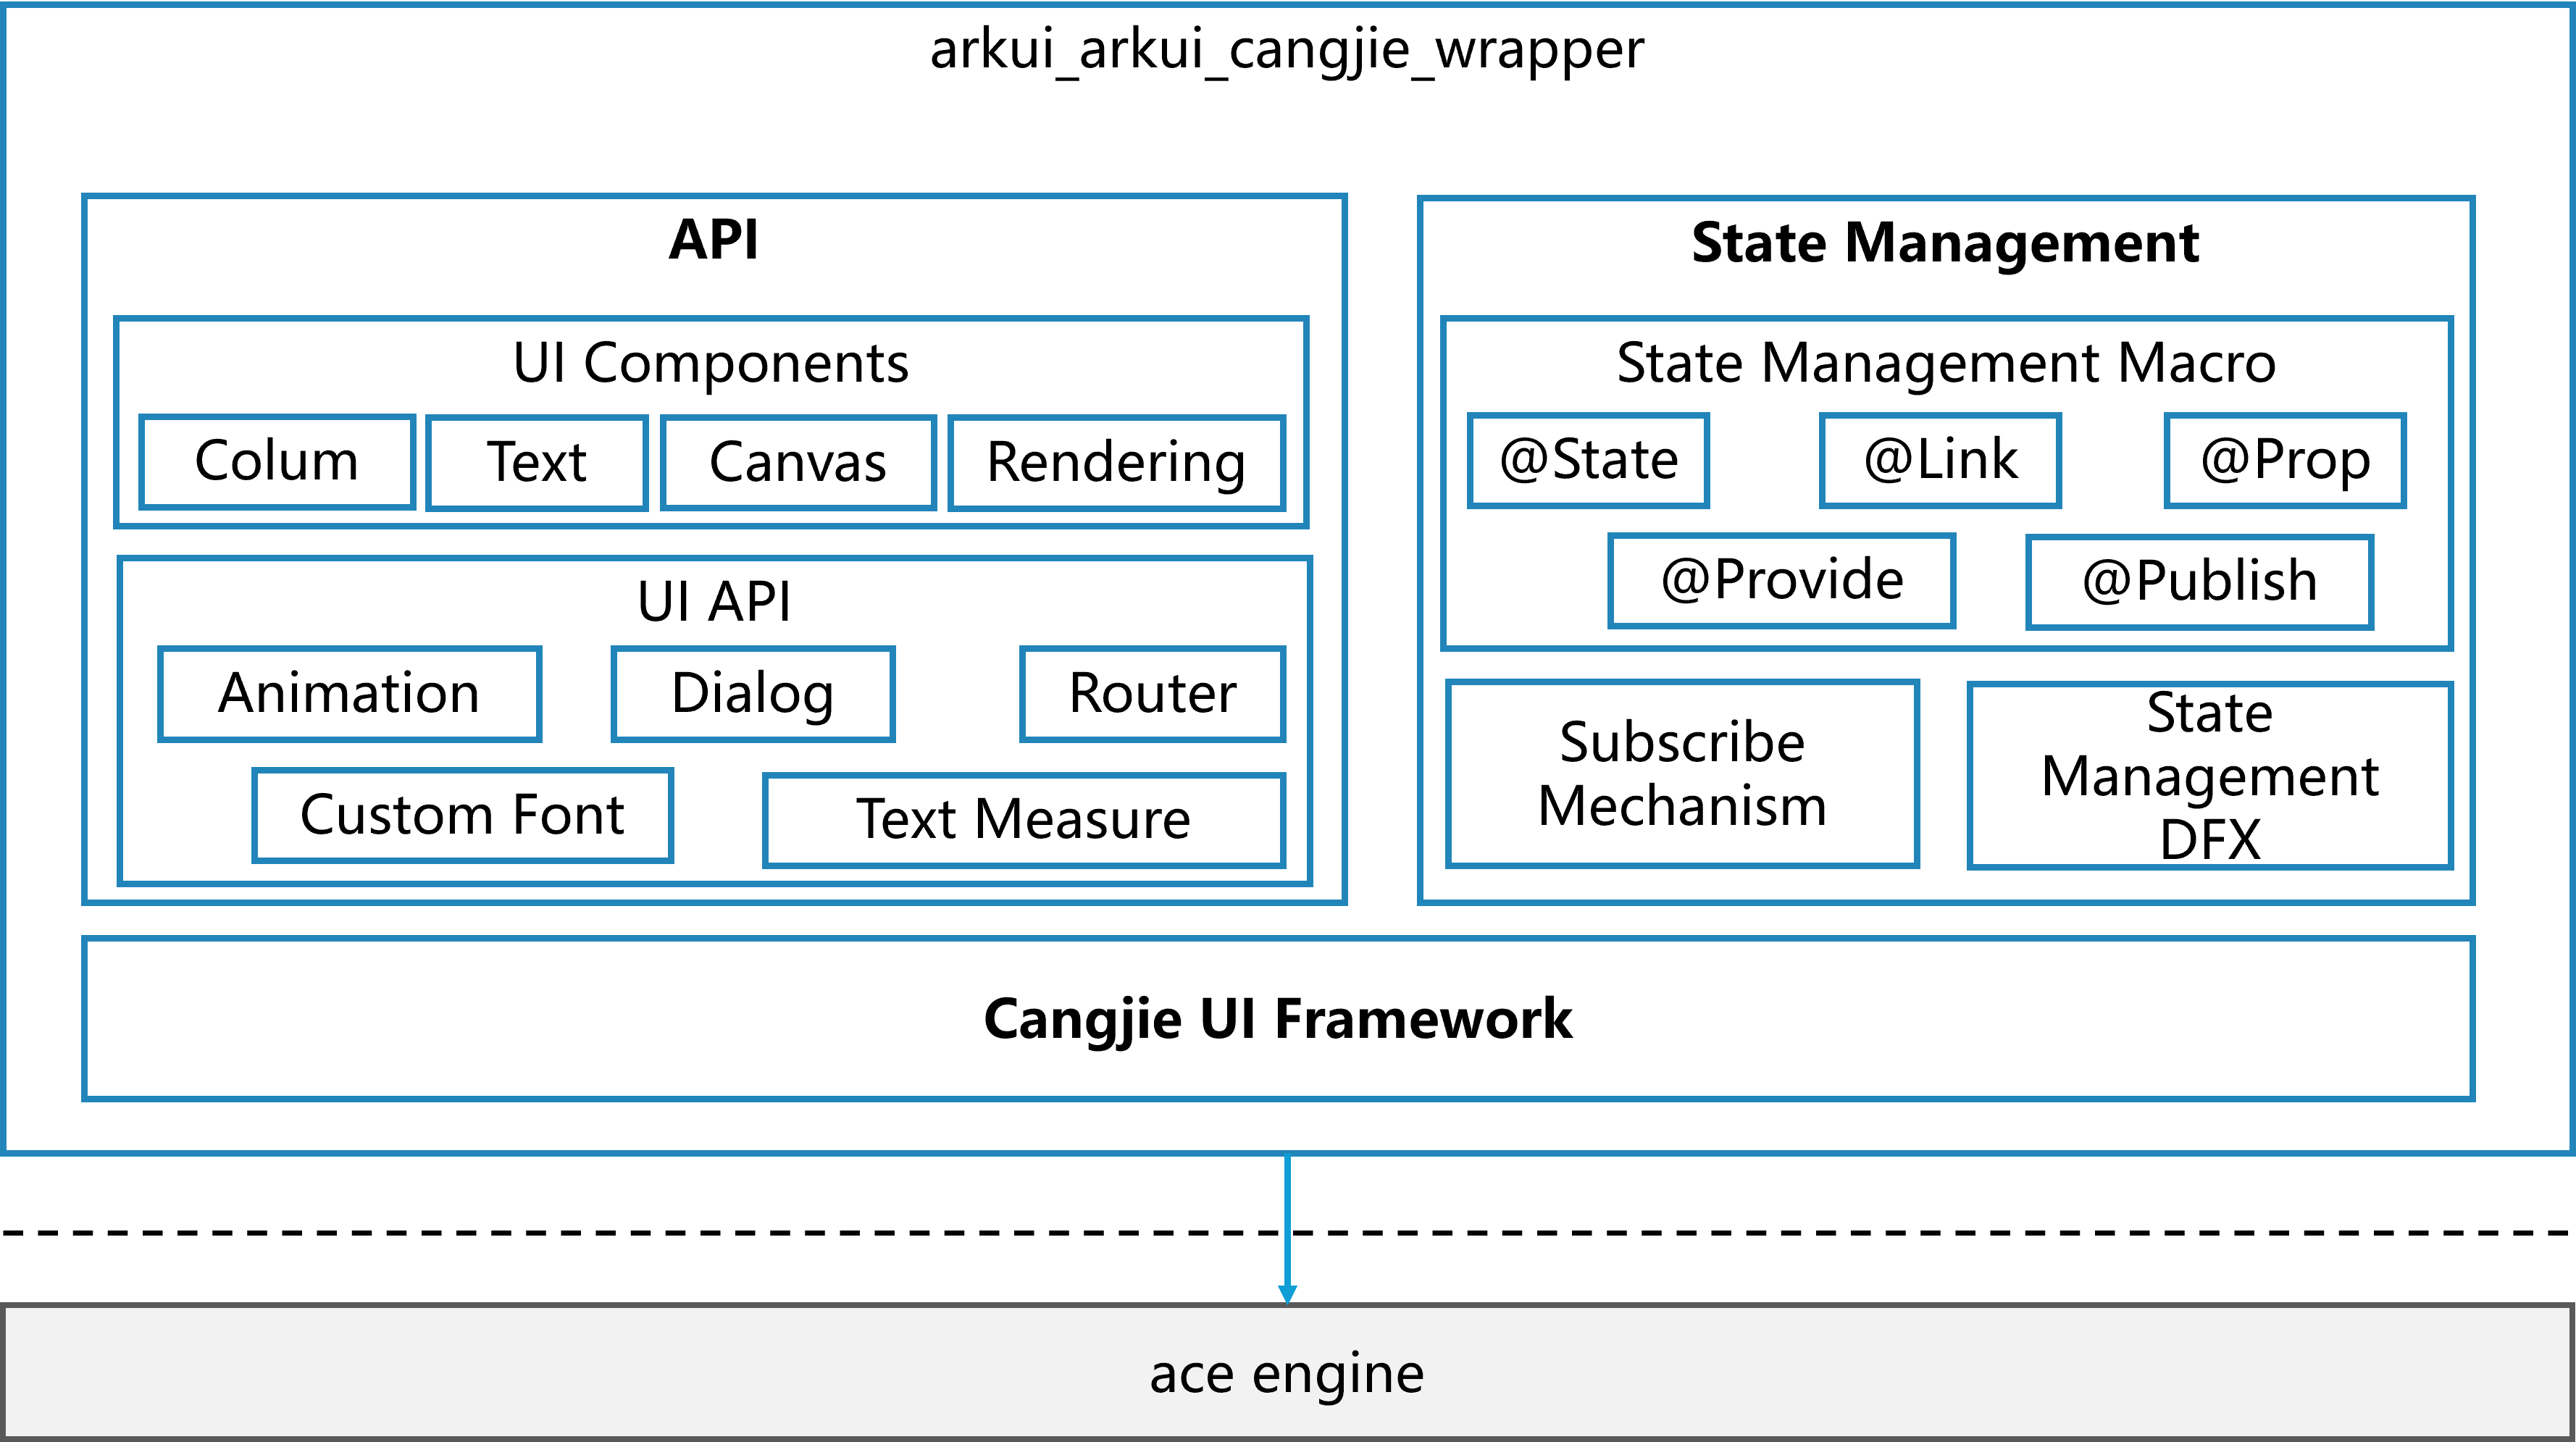 arkui_arkui_cangjie_wrapper
API
UI Components
Colum
Text
Canvas
Rendering
UI API
Animation
Dialog
Router
Custom Font
Text Measure
State Management
State Management Macro
@State
@Link
@Prop
@Provide
@Publish
Subscribe
Mechanism
State
Management
DFX
Cangjie UI Framework
ace engine